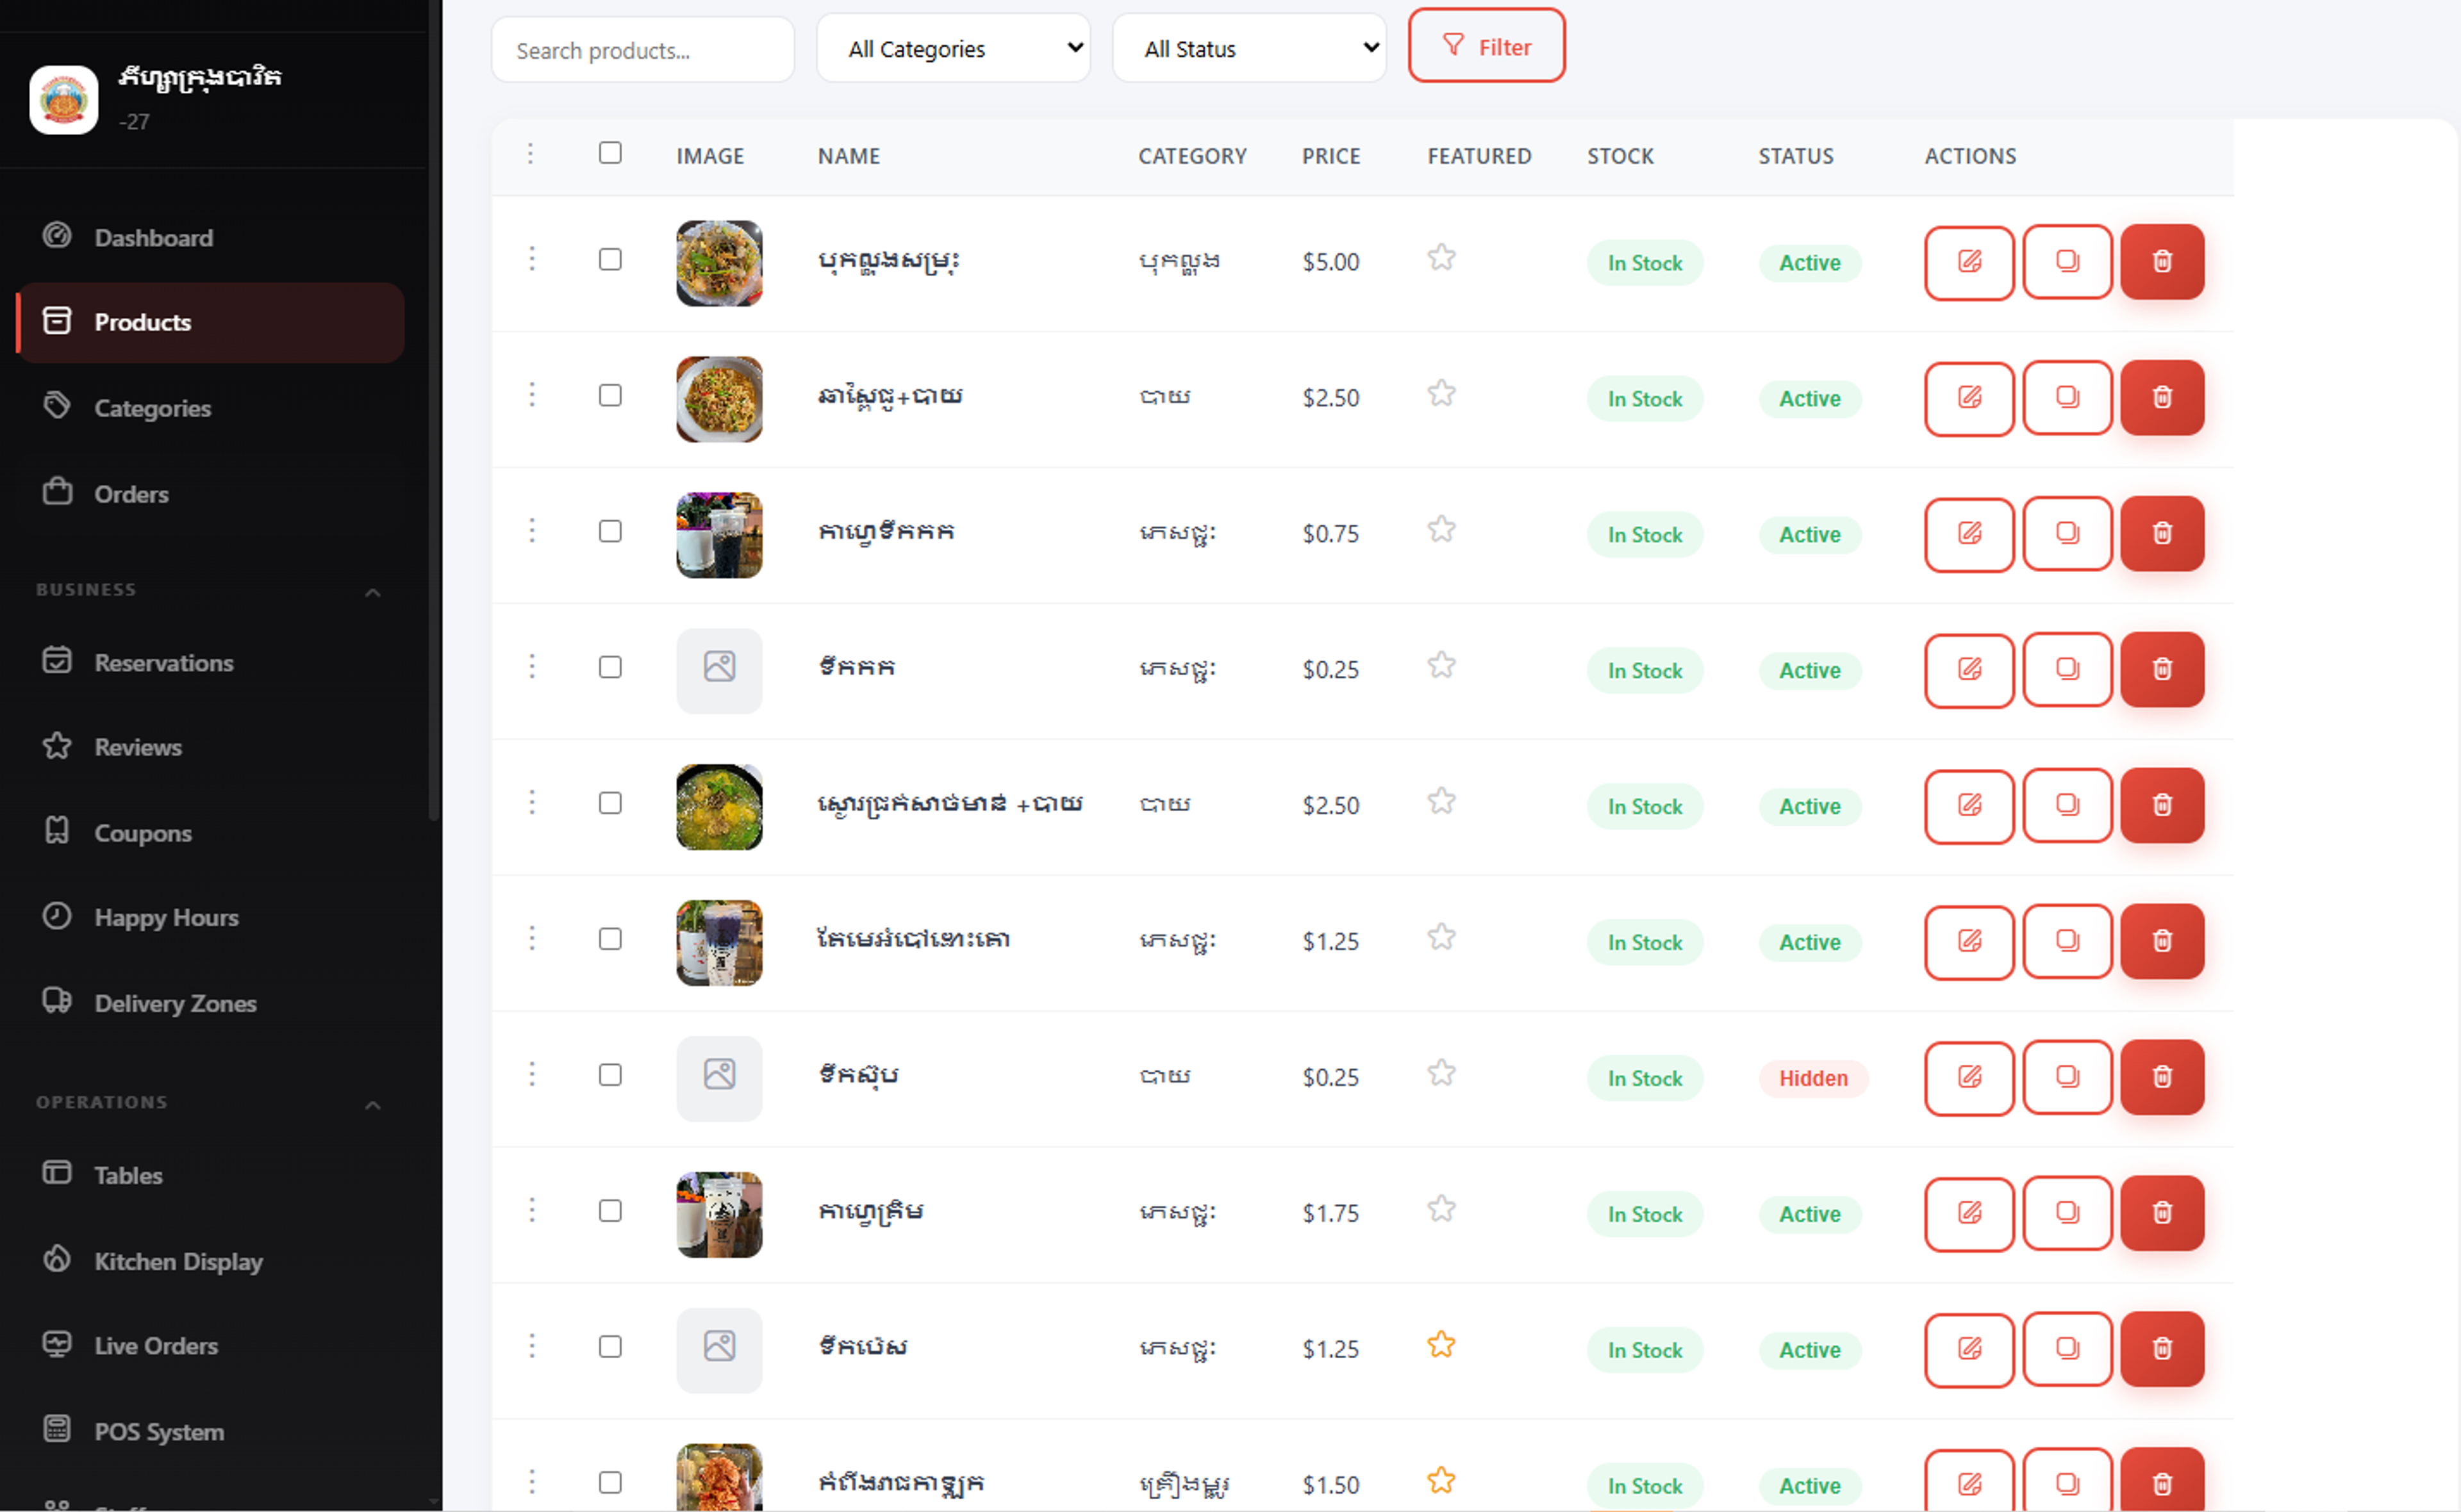 ភីហ្សាក្រុងបាវិត
-27
Dashboard
Products
Categories
Orders
BUSINESS
Reservations
Reviews
Coupons
Happy Hours
Delivery Zones
OPERATIONS
Tables
Kitchen Display
Live Orders
POS System
Search products...
All Categories
All Status
Filter
IMAGE NAME CATEGORY PRICE FEATURED STOCK STATUS ACTIONS
បុកល្ហុងសម្រុះ បុកល្ហុង $5.00 In Stock Active
ឆាស្ពៃជូ+បាយ បាយ $2.50 In Stock Active
កាហ្វេទឹកកក ភេសជ្ជៈ $0.75 In Stock Active
ទឹកកក ភេសជ្ជៈ $0.25 In Stock Active
ស្ងោរជ្រក់សាច់មាន់ +បាយ បាយ $2.50 In Stock Active
តែមេអំបៅទោះគោ ភេសជ្ជៈ $1.25 In Stock Active
ទឹកស៊ុប បាយ $0.25 In Stock Hidden
កាហ្វេគ្រីម ភេសជ្ជៈ $1.75 In Stock Active
ទឹកប៉េស ភេសជ្ជៈ $1.25 In Stock Active
កំពឹងរាជកាឡុក គ្រឿងម្ហូរ $1.50 In Stock Active